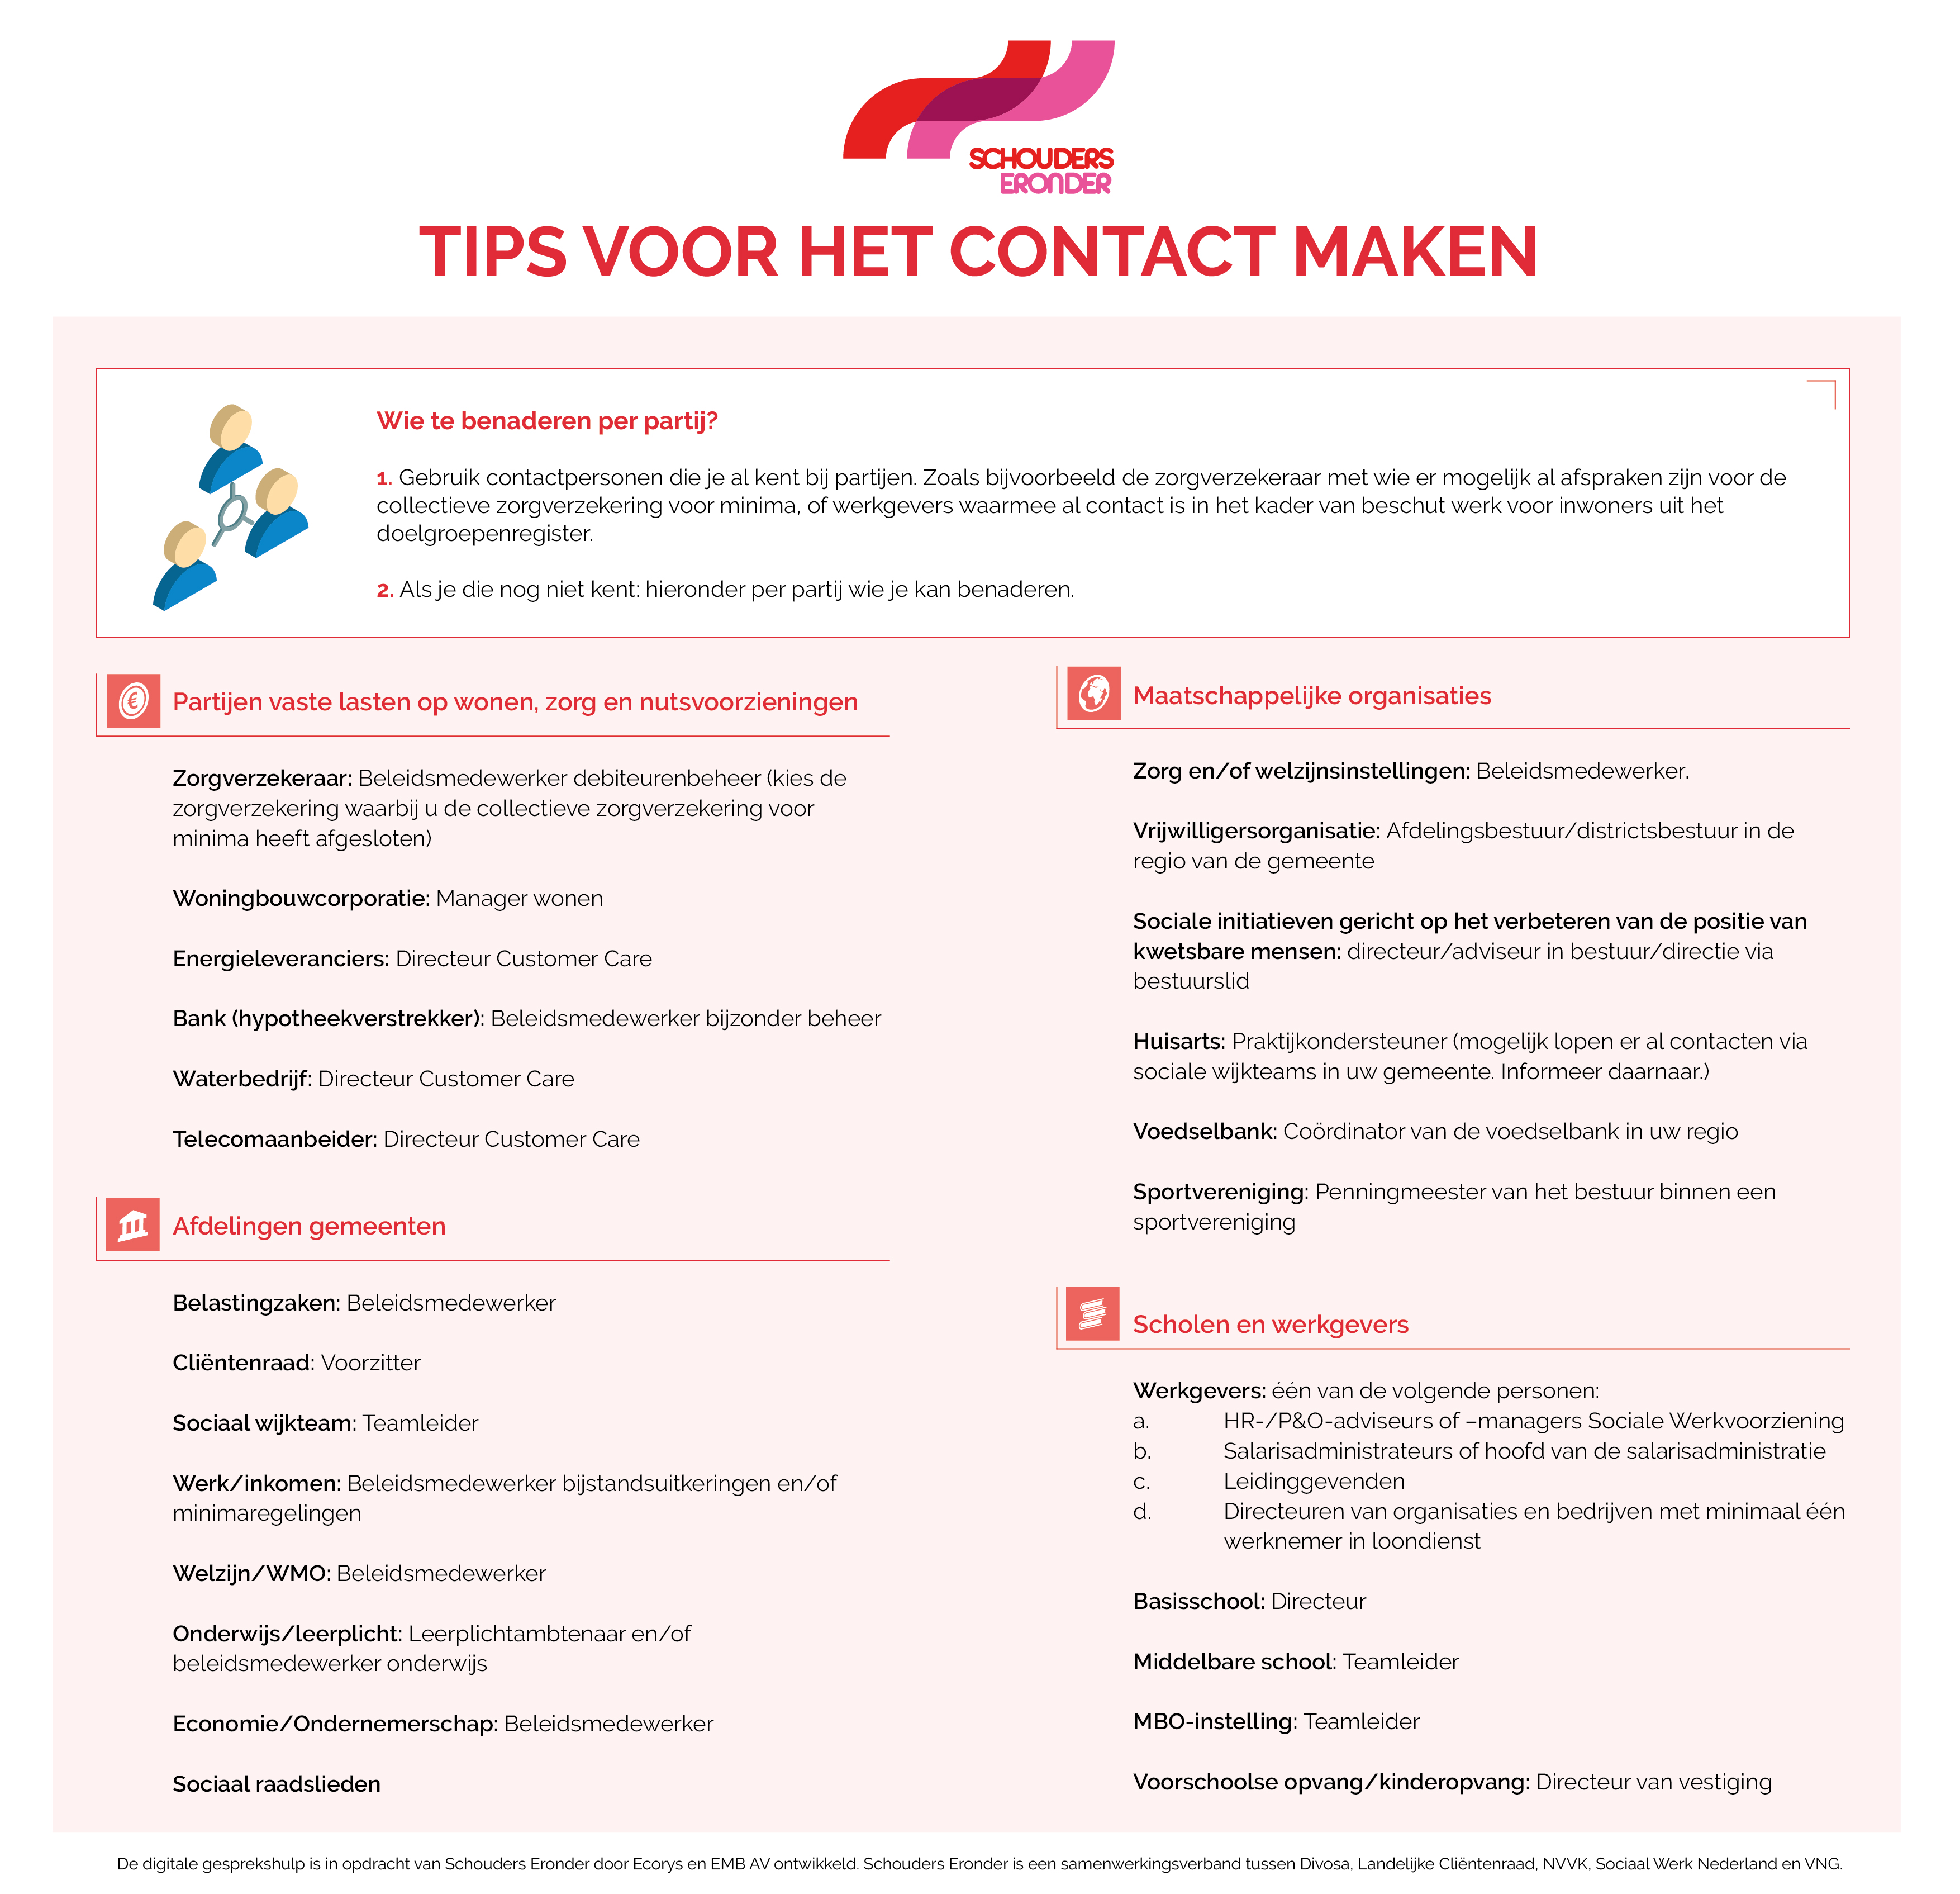 SCHOUDERS
ERONDER
TIPS VOOR HET CONTACT MAKEN
Wie te benaderen per partij?
1. Gebruik contactpersonen die je al kent bij partijen. Zoals bijvoorbeeld de zorgverzekeraar met wie er mogelijk al afspraken zijn voor de
collectieve zorgverzekering voor minima, of werkgevers waarmee al contact is in het kader van beschut werk voor inwoners uit het
doelgroepenregister.
2. Als je die nog niet kent: hieronder per partij wie je kan benaderen.
Partijen vaste lasten op wonen, zorg en nutsvoorzieningen
Zorgverzekeraar: Beleidsmedewerker debiteurenbeheer (kies de
zorgverzekering waarbij u de collectieve zorgverzekering voor
minima heeft afgesloten)
Woningbouwcorporatie: Manager wonen
Energieleveranciers: Directeur Customer Care
Bank (hypotheekverstrekker): Beleidsmedewerker bijzonder beheer
Waterbedrijf: Directeur Customer Care
Telecomaanbeider: Directeur Customer Care
Afdelingen gemeenten
Belastingzaken: Beleidsmedewerker
Cliëntenraad: Voorzitter
Sociaal wijkteam: Teamleider
Werk/inkomen: Beleidsmedewerker bijstandsuitkeringen en/of
minimaregelingen
Welzijn/WMO: Beleidsmedewerker
Onderwijs/leerplicht: Leerplichtambtenaar en/of
beleidsmedewerker onderwijs
Economie/Ondernemerschap: Beleidsmedewerker
Sociaal raadslieden
Maatschappelijke organisaties
Zorg en/of welzijnsinstellingen: Beleidsmedewerker.
Vrijwilligersorganisatie: Afdelingsbestuur/districtsbestuur in de
regio van de gemeente
Sociale initiatieven gericht op het verbeteren van de positie van
kwetsbare mensen: directeur/adviseur in bestuur/directie via
bestuurslid
Huisarts: Praktijkondersteuner (mogelijk lopen er al contacten via
sociale wijkteams in uw gemeente. Informeer daarnaar.)
Voedselbank: Coördinator van de voedselbank in uw regio
Sportvereniging: Penningmeester van het bestuur binnen een
sportvereniging
Scholen en werkgevers
Werkgevers: één van de volgende personen:
a. HR-/P&O-adviseurs of –managers Sociale Werkvoorziening
b. Salarisadministrateurs of hoofd van de salarisadministratie
c. Leidinggevenden
d. Directeuren van organisaties en bedrijven met minimaal één
werknemer in loondienst
Basisschool: Directeur
Middelbare school: Teamleider
MBO-instelling: Teamleider
Voorschoolse opvang/kinderopvang: Directeur van vestiging
De digitale gesprekshulp is in opdracht van Schouders Eronder door Ecorys en EMB AV ontwikkeld. Schouders Eronder is een samenwerkingsverband tussen Divosa, Landelijke Cliëntenraad, NVVK, Sociaal Werk Nederland en VNG.